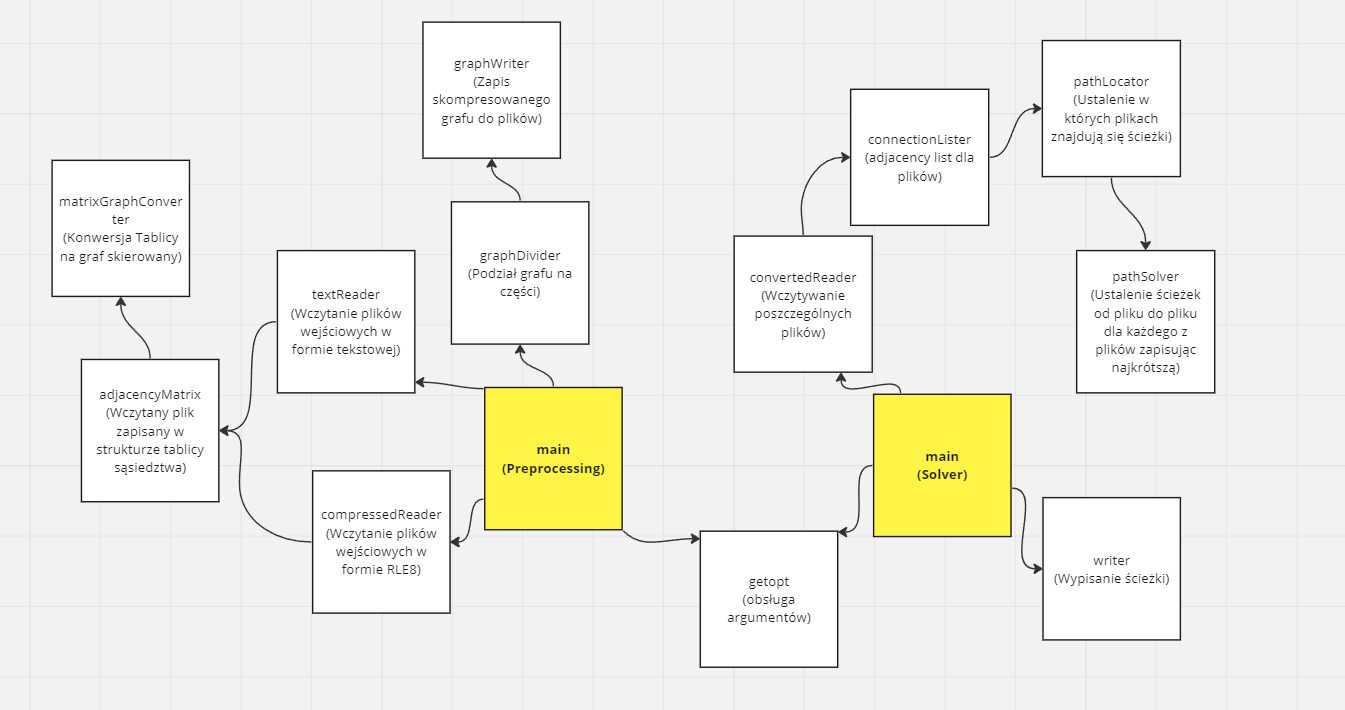 graphWriter
(Zapis
skompresowanego
grafu do plików)
pathLocator
(Ustalenie w
których plikach
znajdują się ścieżki)
connectionLister
(adjacency list dla
plików)
matrixGraphConver
ter
(Konwersja Tablicy
na graf skierowany)
graphDivider
(Podział grafu na
części)
textReader
(Wczytanie plików
wejściowych w
formie tekstowej)
convertedReader
(Wczytywanie
poszczególnych
plików)
pathSolver
(Ustalenie ścieżek
od pliku do pliku
dla każdego z
plików zapisując
najkrótszą)
adjacencyMatrix
(Wczytany plik
zapisany w
strukturze tablicy
sąsiedztwa)
main
(Preprocessing)
main
(Solver)
compressedReader
(Wczytanie plików
wejściowych w
formie RLE8)
getopt
(obsługa
argumentów)
writer
(Wypisanie ścieżki)